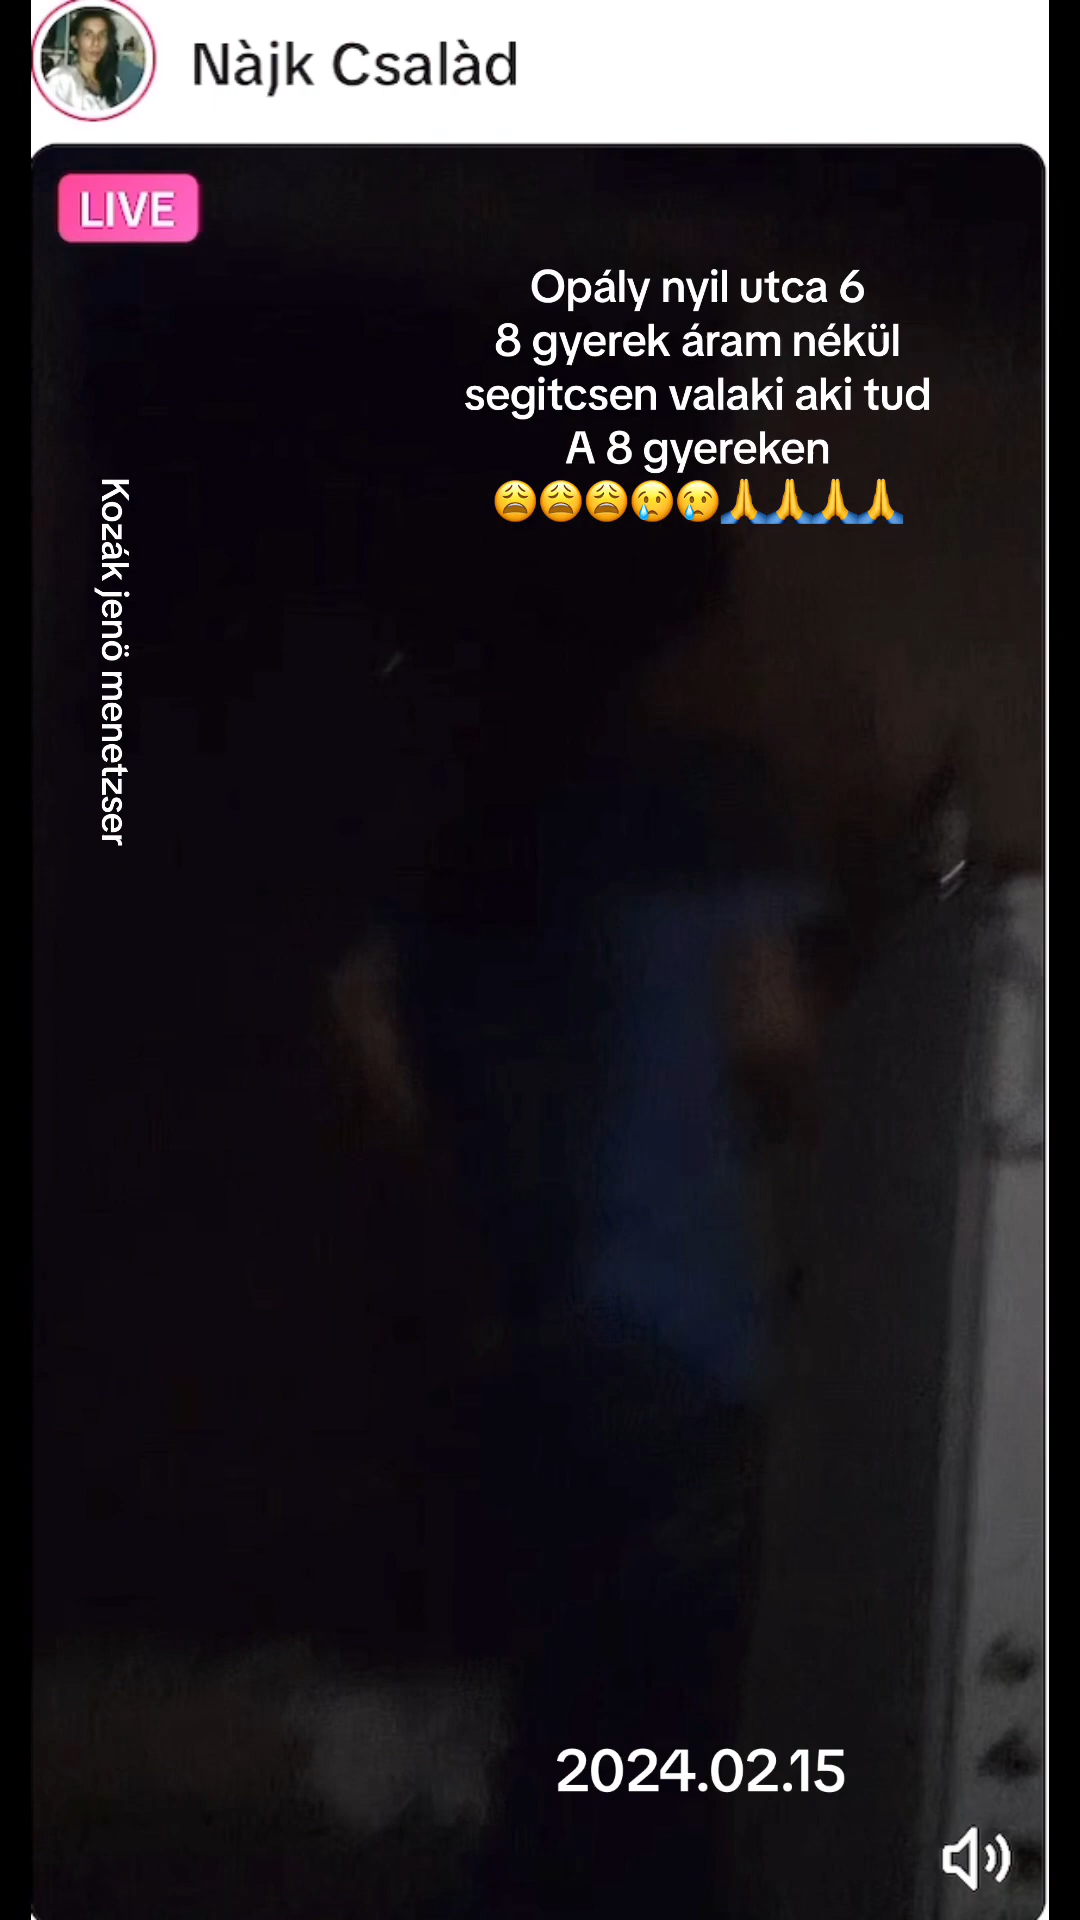 Nàjk Csalàd
LIVE
Opály nyil utca 6
8 gyerek áram nékül
segitcsen valaki aki tud
A 8 gyereken
😩😩😩😢😢🙏🙏🙏🙏
Kozák jenö menetzser
2024.02.15